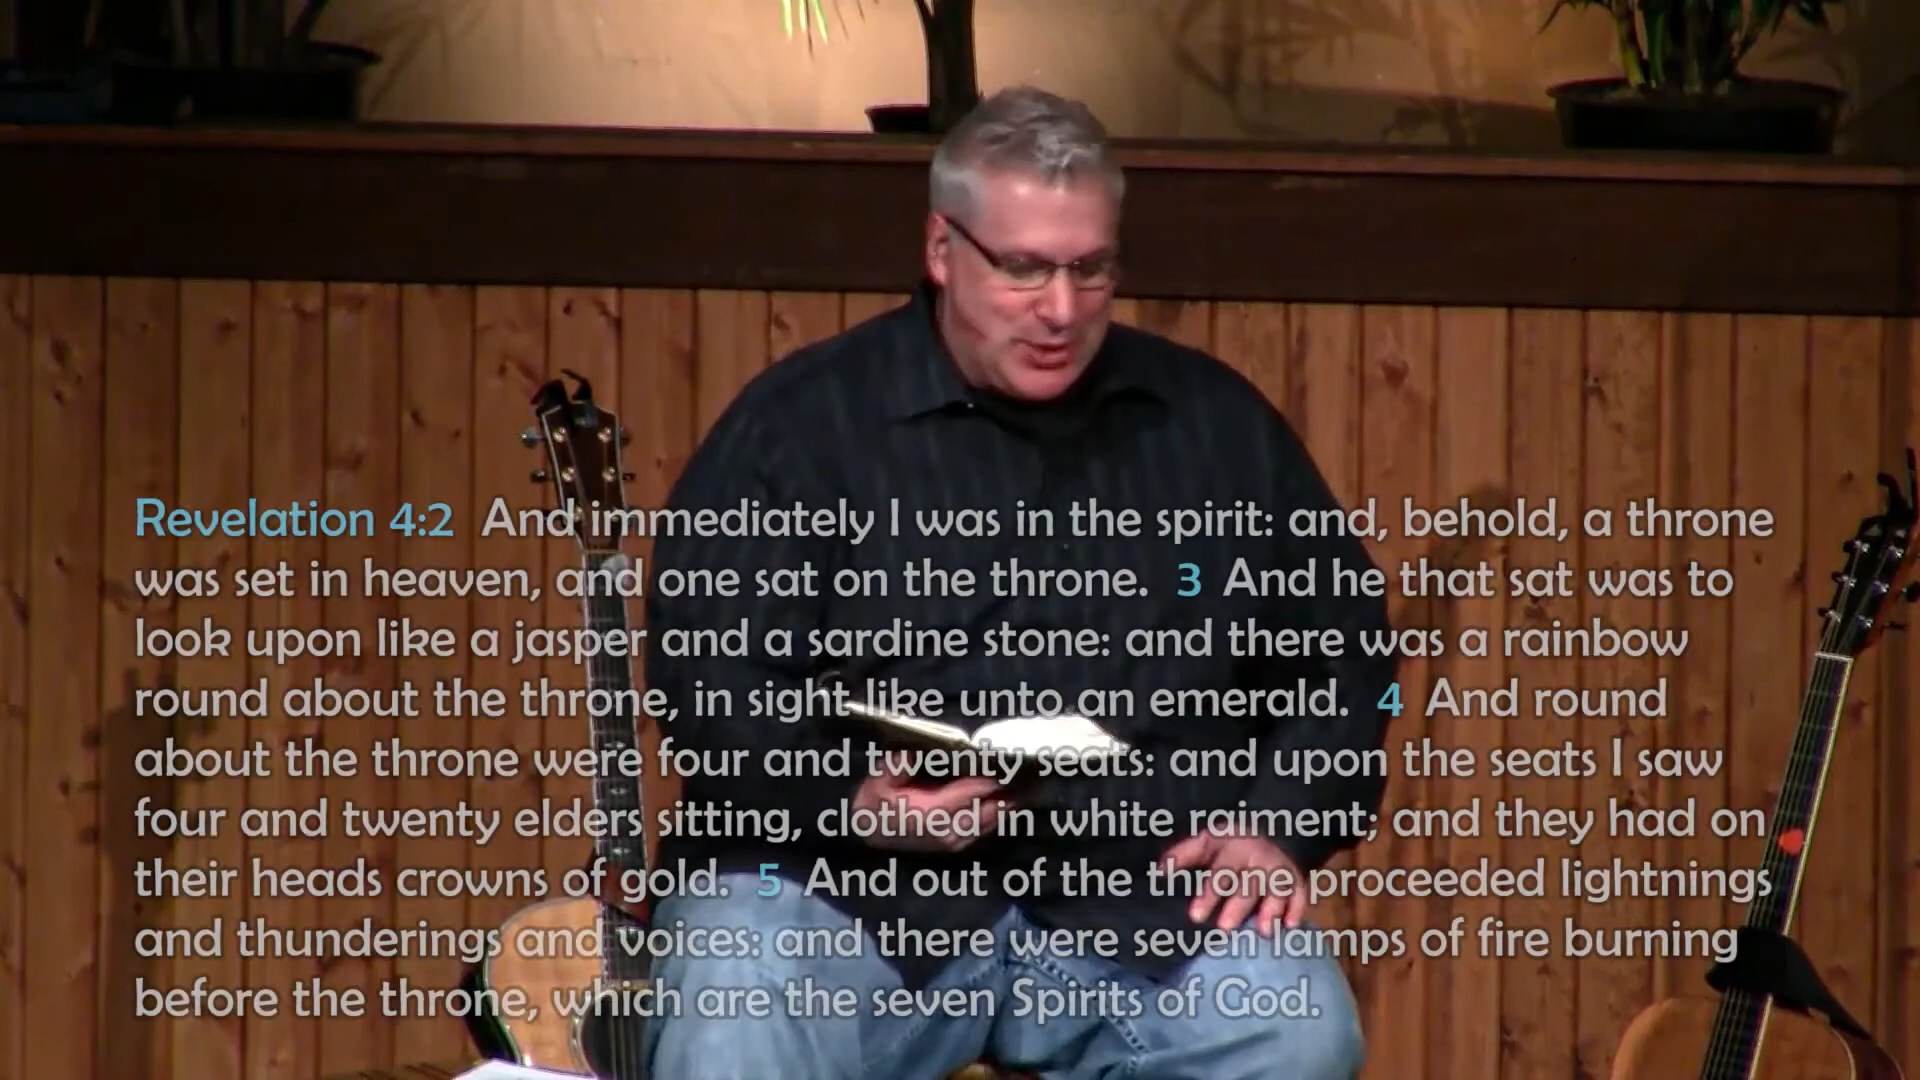 Revelation 4:2 And immediately I was in the spirit: and, behold, a throne
was set in heaven, and one sat on the throne. 3 And he that sat was to
look upon like a jasper and a sardine stone: and there was a rainbow
round about the throne, in sight like unto an emerald. 4 And round
about the throne were four and twenty seats: and upon the seats I saw
four and twenty elders sitting, clothed in white raiment; and they had on
their heads crowns of gold. 5 And out of the throne proceeded lightnings
and thunderings and voices: and there were seven lamps of fire burning
before the throne, which are the seven Spirits of God.